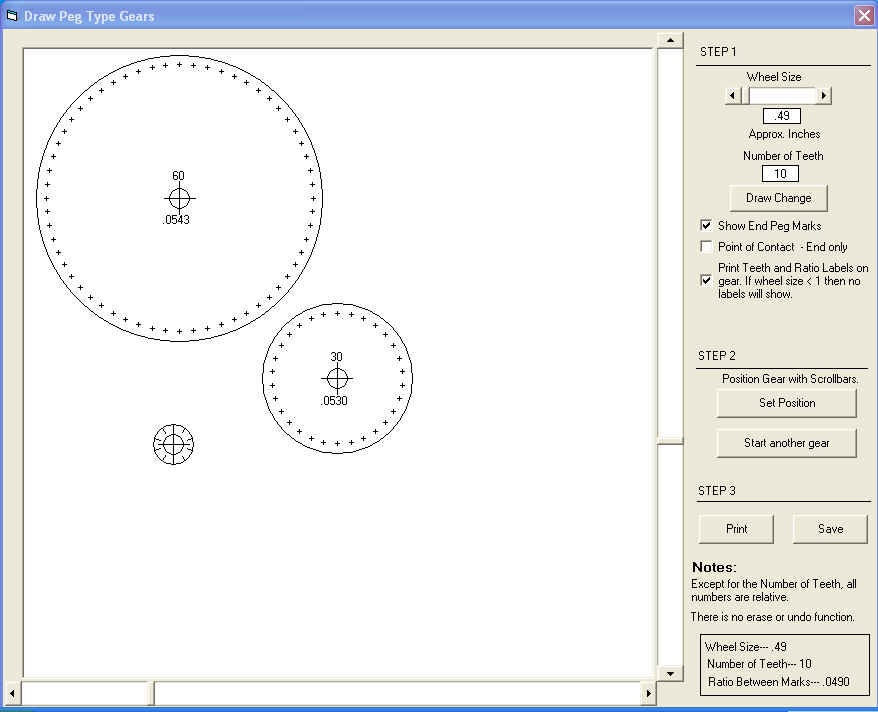 Draw Peg Type Gears
60
.0543
30
.0530
STEP 1
Wheel Size
.49
Approx. Inches
Number of Teeth
10
Draw Change
Show End Peg Marks
Point of Contact - End only
Print Teeth and Ratio Labels on
gear. If wheel size < 1 then no
labels will show.
STEP 2
Position Gear with Scrollbars.
Set Position
Start another gear
STEP 3
Print Save
Notes:
Except for the Number of Teeth, all
numbers are relative.
There is no erase or undo function.
Wheel Size--- .49
Number of Teeth--- 10
Ratio Between Marks--- .0490